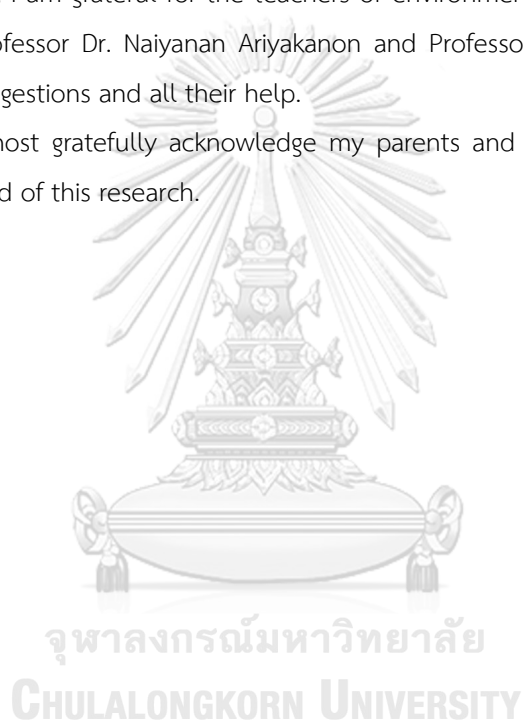 I am grateful for the teachers of
ofessor Dr. Naiyanan Ariyakanon and Professo
gestions and all their help.
nost gratefully acknowledge my parents and
d of this research.
จุฬาลงกรณ์มหาวิทยาลัย
CHULALONGKORN UNIVERSITY